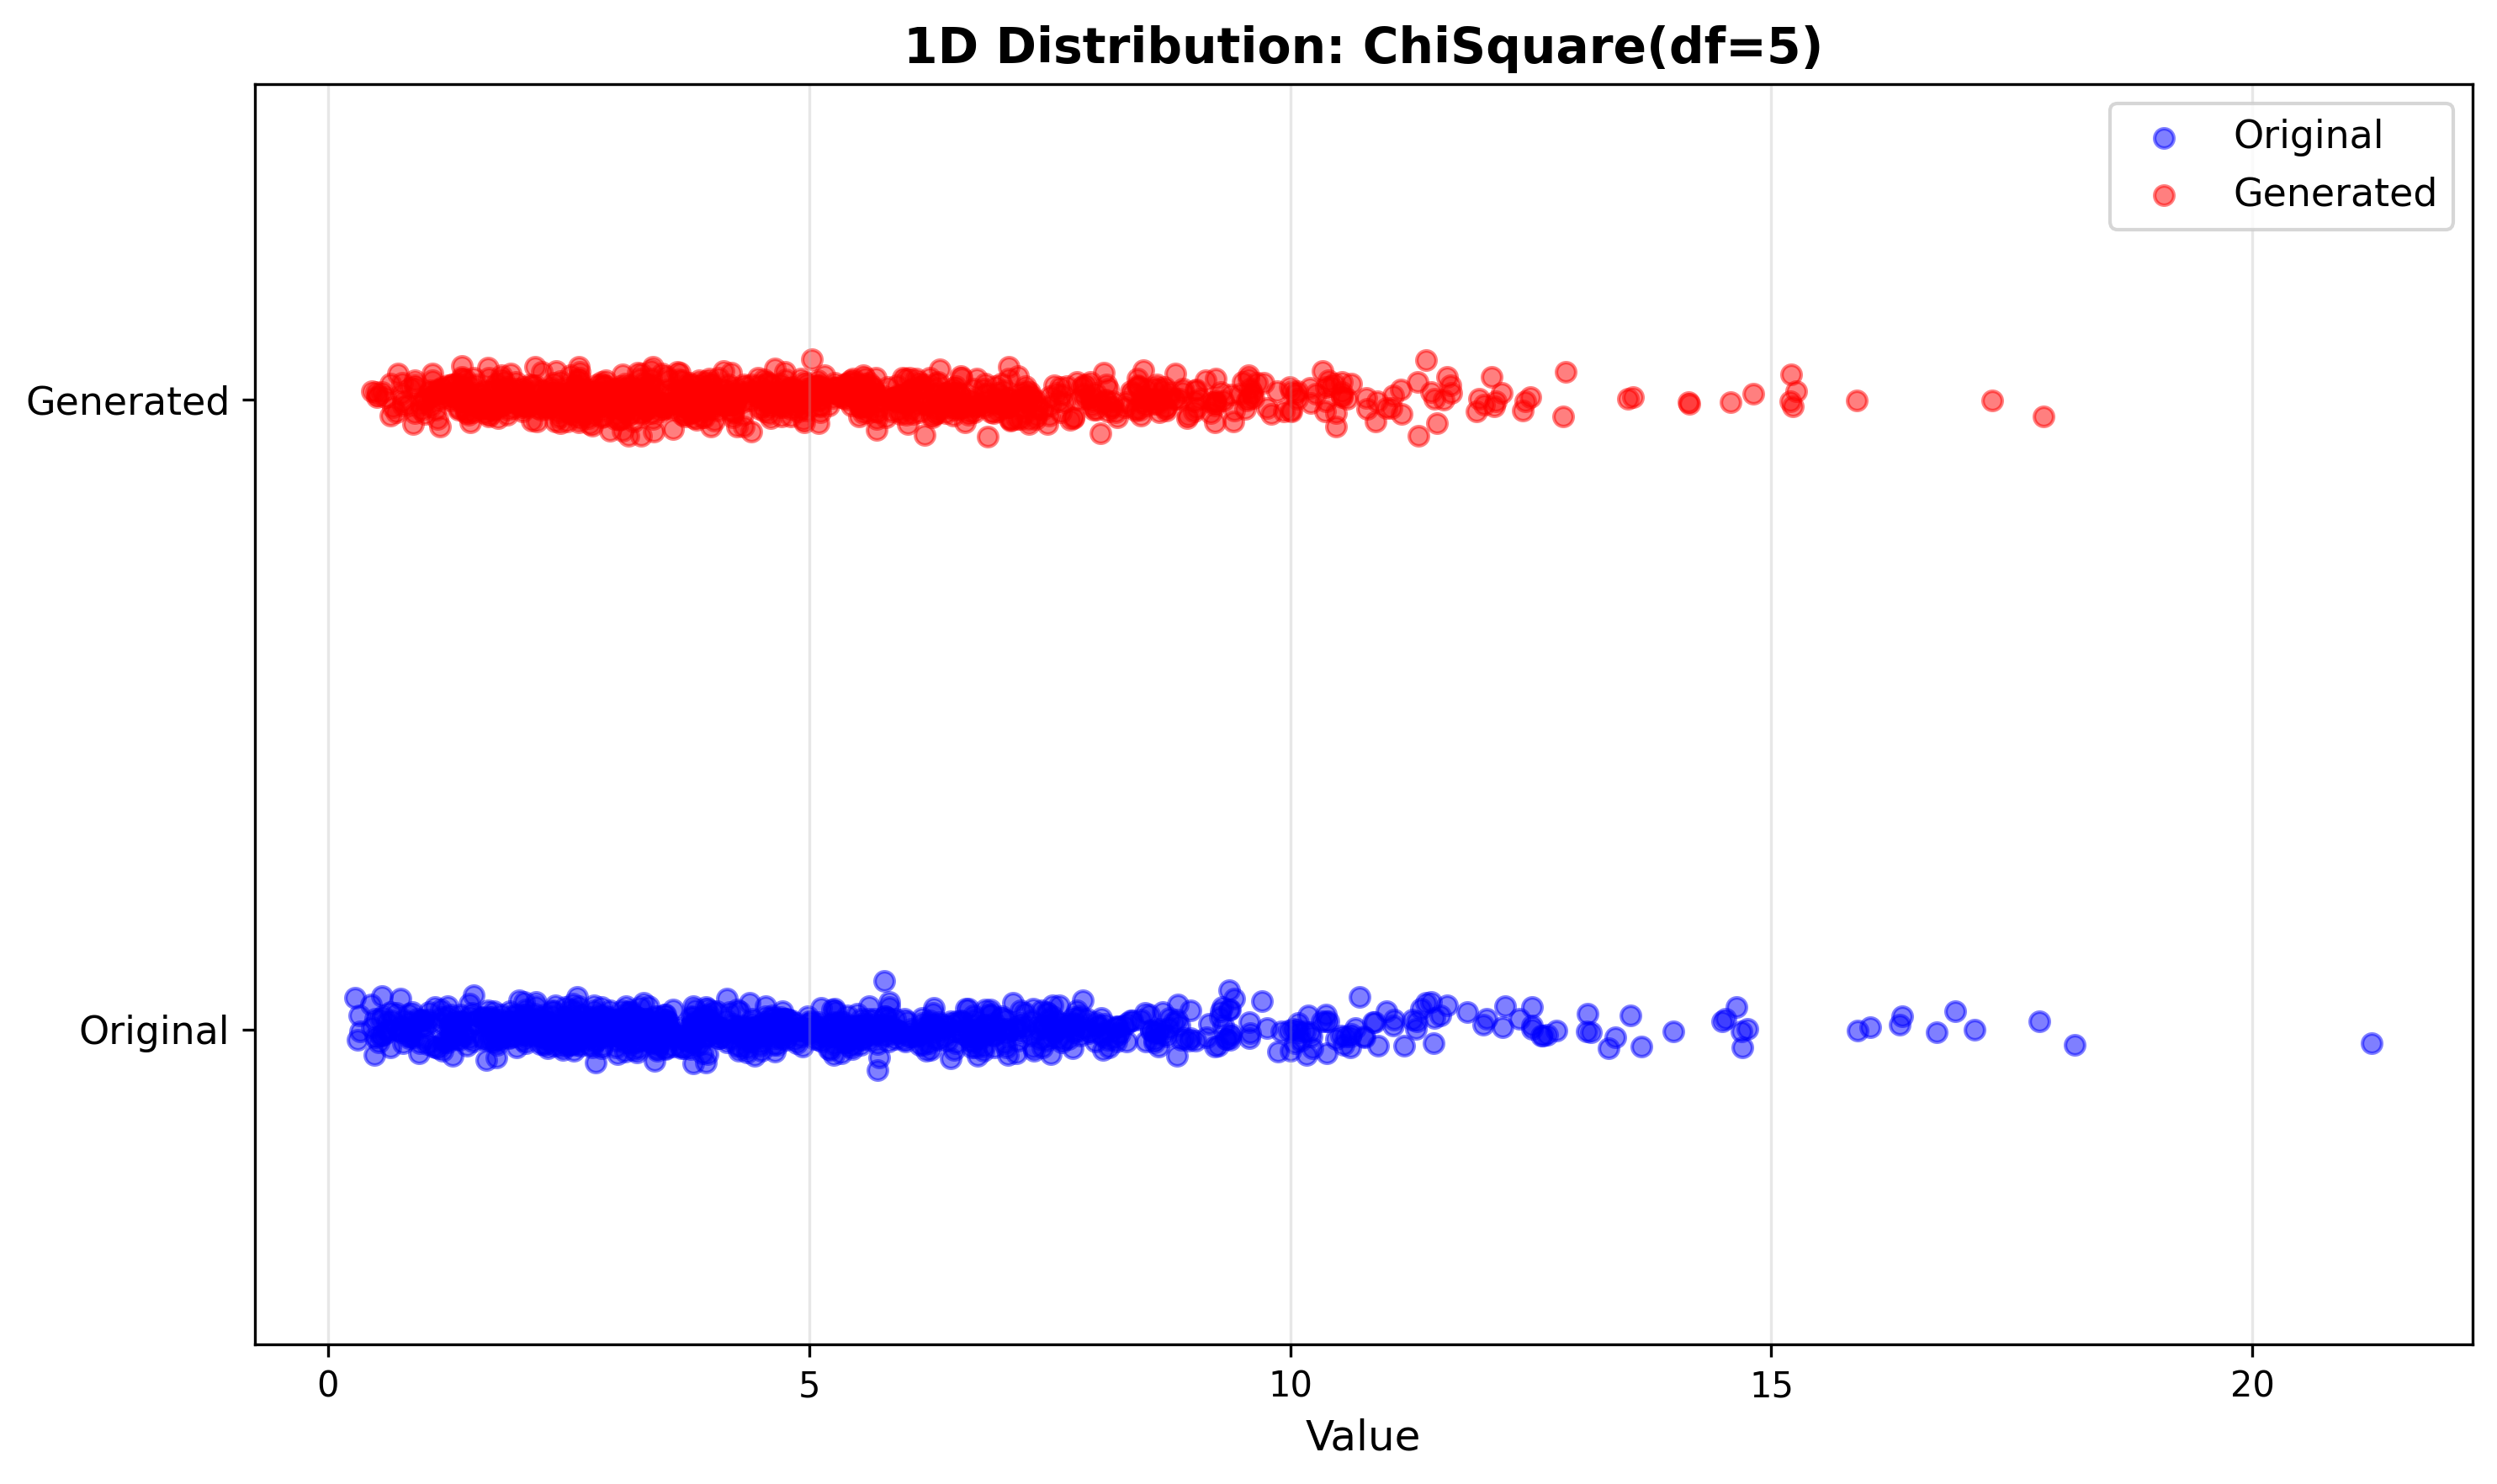 1D Distribution: ChiSquare(df=5)
Original
Generated
Generated
Original
0 5 10 15 20
Value